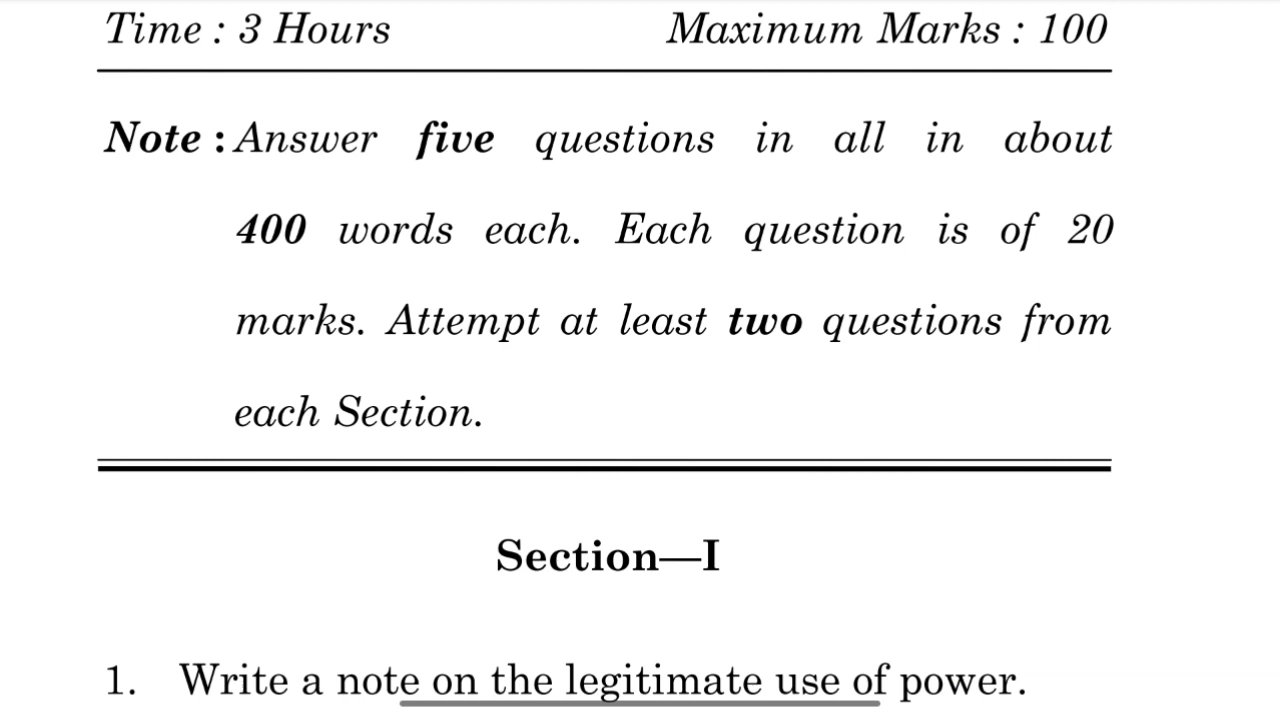 Time : 3 Hours Maximum Marks : 100
Note : Answer five questions in all in about
400 words each. Each question is of 20
marks. Attempt at least two questions from
each Section.
Section—I
1. Write a note on the legitimate use of power.